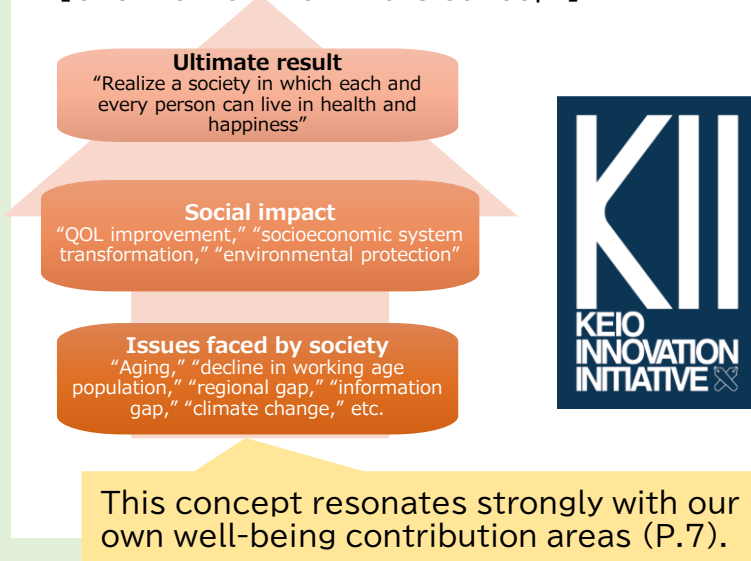 Ultimate result
“Realize a society in which each and
every person can live in health and
happiness”
Social impact
“QOL improvement,” “socioeconomic system
transformation,” “environmental protection”
Issues faced by society
“Aging,” “decline in working age
population,” “regional gap,” “information
gap,” “climate change,” etc.
KII
KEIO
INNOVATION
INITIATIVE
This concept resonates strongly with our
own well-being contribution areas (P.7).